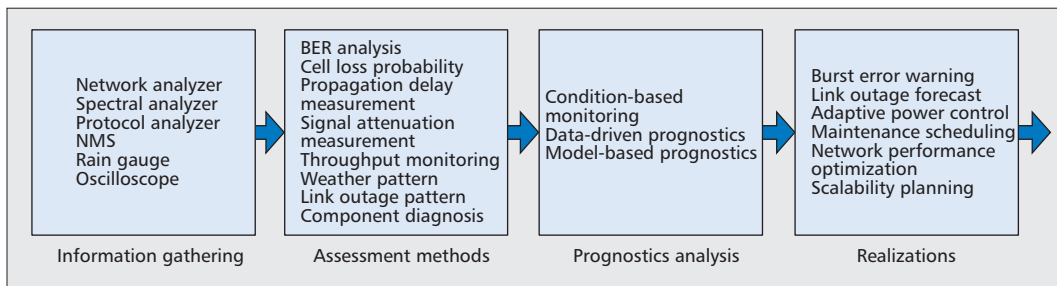 Network analyzer
Spectral analyzer
Protocol analyzer
NMS
Rain gauge
Oscilloscope
Information gathering
BER analysis
Cell loss probability
Propagation delay
measurement
Signal attenuation
measurement
Throughput monitoring
Weather pattern
Link outage pattern
Component diagnosis
Assessment methods
Condition-based
monitoring
Data-driven prognostics
Model-based prognostics
Prognostics analysis
Burst error warning
Link outage forecast
Adaptive power control
Maintenance scheduling
Network performance
optimization
Scalability planning
Realizations